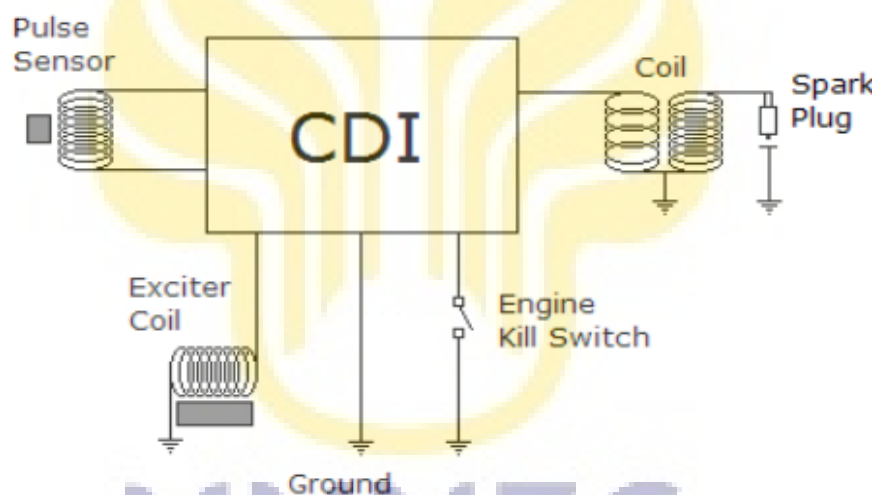 Pulse
Sensor
CDI
Coil
Spark
Plug
Exciter
Coil
Engine
Kill Switch
Ground